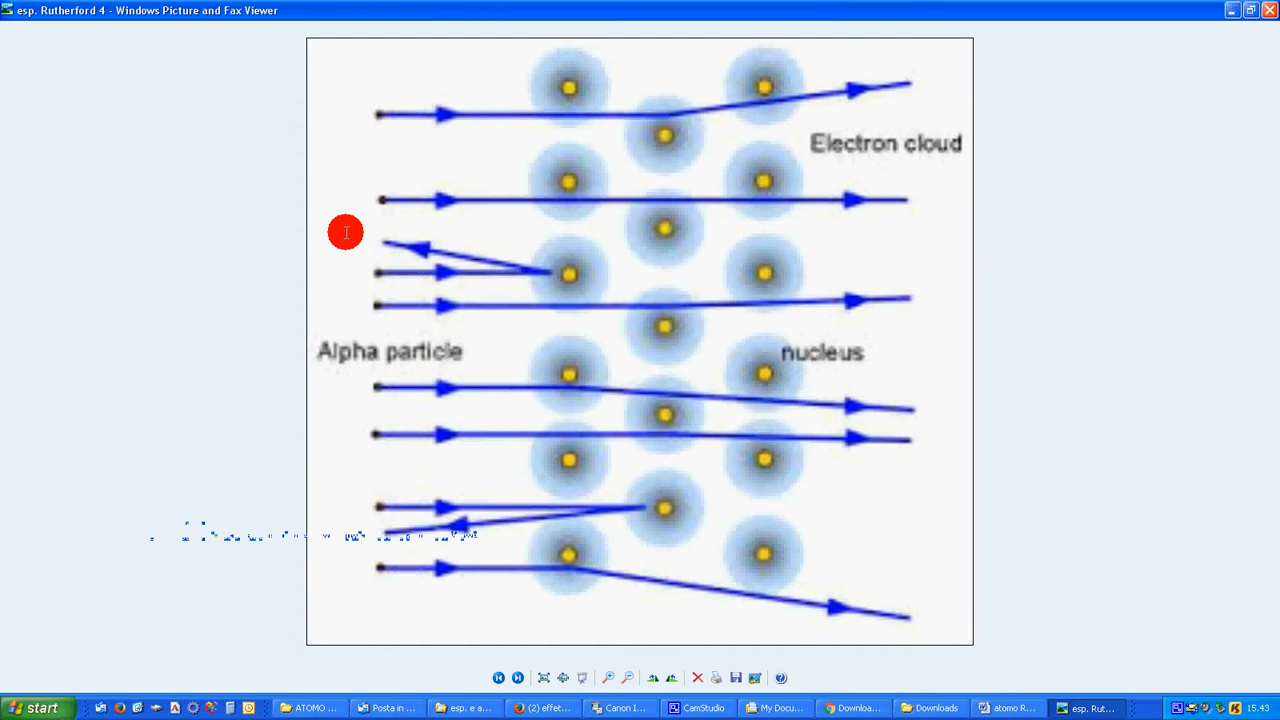 esp. Rutherford 4 - Windows Picture and Fax Viewer
Electron cloud
Alpha particle
nucleus
start
ATOMO ...
Posta in ...
esp. e a...
(2) effet...
Canon I...
CamStudio
My Docu...
Downloa...
Downloads
atomo R...
esp. Rut...
15.43